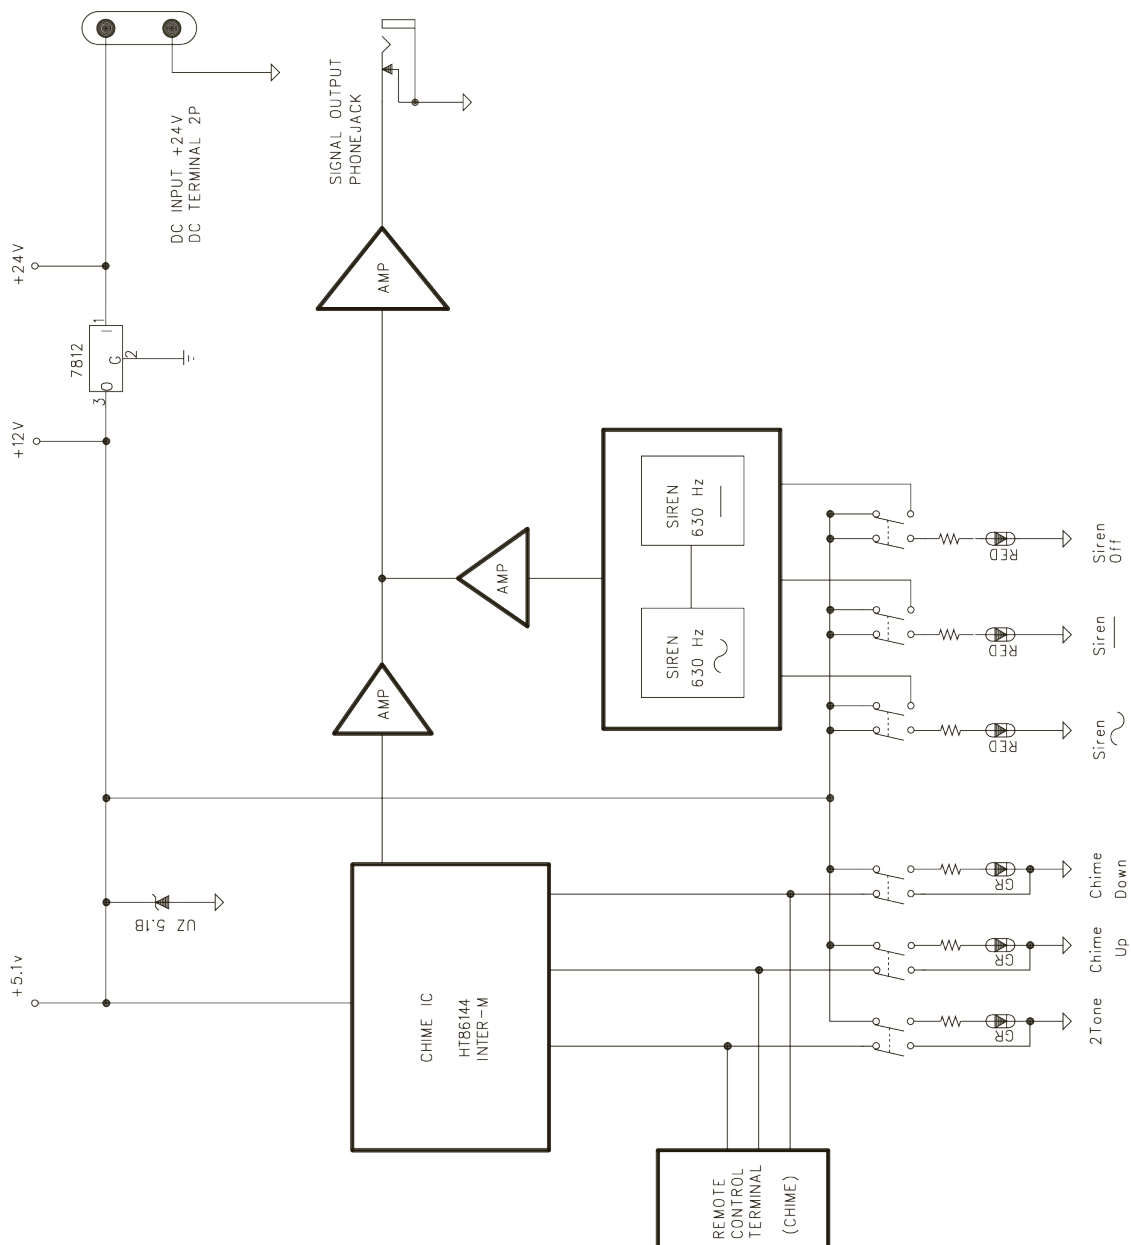 DC INPUT +24V
DC TERMINAL 2P
SIGNAL OUTPUT
PHONEJACK
+24V
7812
1
I
G
2
O
3
+12V
AMP
AMP
AMP
SIREN
630 Hz
SIREN
630 Hz
UZ 5.1B
+5.1v
CHIME IC
HT86144
INTER-M
REMOTE
CONTROL
TERMINAL
(CHIME)
RED
Siren
Off
RED
Siren
RED
Siren
GR
Chime
Down
GR
Chime
Up
GR
2Tone